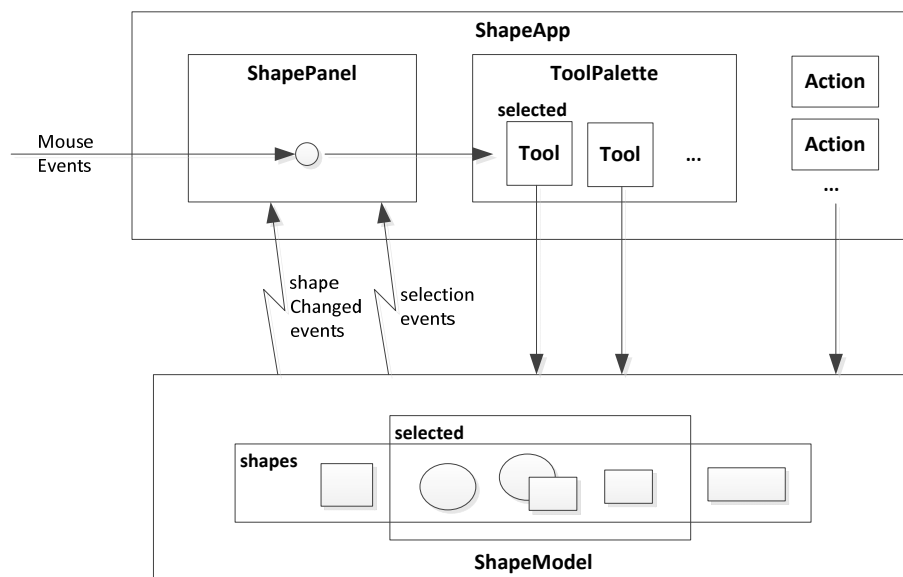 ShapeApp
ShapePanel
ToolPalette
selected
Tool
Tool
...
Action
Action
...
Mouse
Events
shape
Changed
events
selection
events
selected
shapes
ShapeModel